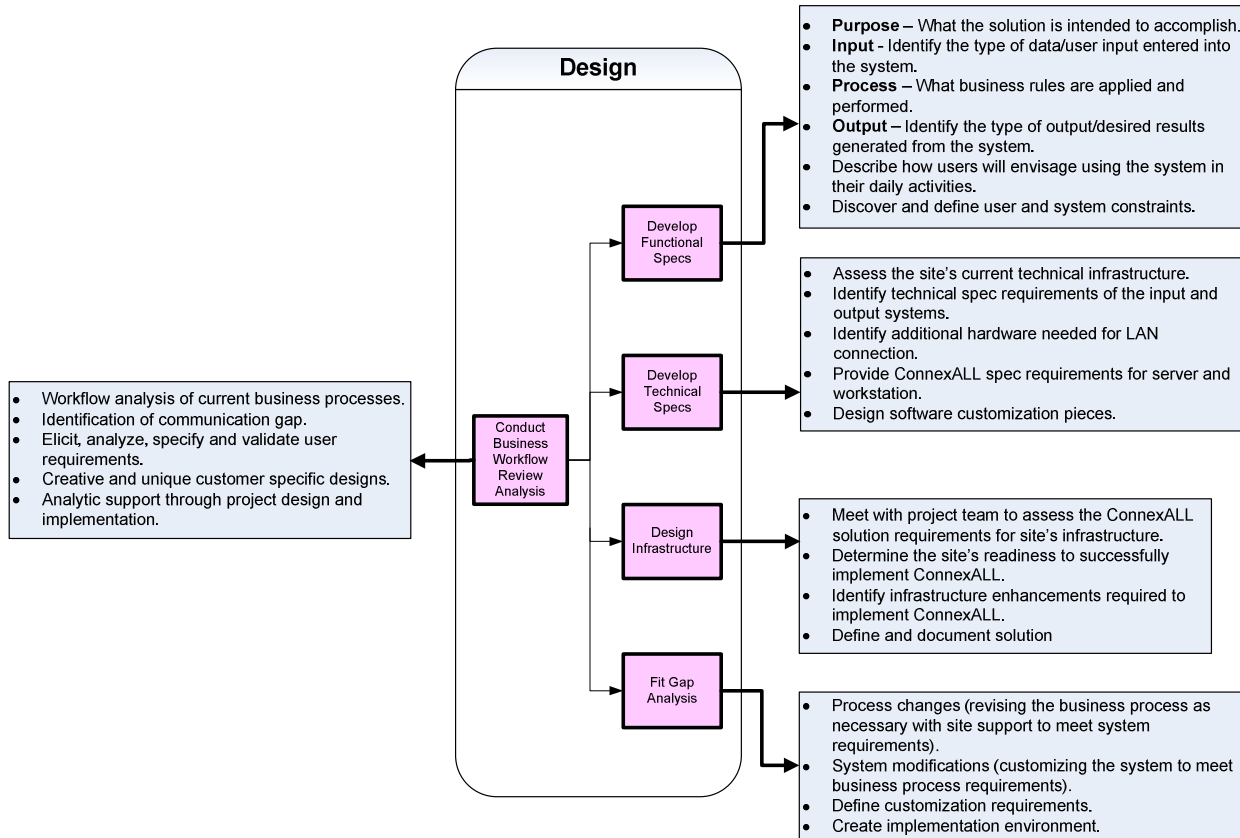 Design
• Workflow analysis of current business processes.
• Identification of communication gap.
• Elicit, analyze, specify and validate user
requirements.
• Creative and unique customer specific designs.
• Analytic support through project design and
implementation.
Conduct
Business
Workflow
Review
Analysis
Develop
Functional
Specs
• Purpose – What the solution is intended to accomplish.
• Input - Identify the type of data/user input entered into
the system.
• Process – What business rules are applied and
performed.
• Output – Identify the type of output/desired results
generated from the system.
• Describe how users will envisage using the system in
their daily activities.
• Discover and define user and system constraints.
Develop
Technical
Specs
• Assess the site's current technical infrastructure.
• Identify technical spec requirements of the input and
output systems.
• Identify additional hardware needed for LAN
connection.
• Provide ConnexALL spec requirements for server and
workstation.
• Design software customization pieces.
Design
Infrastructure
• Meet with project team to assess the ConnexALL
solution requirements for site's infrastructure.
• Determine the site's readiness to successfully
implement ConnexALL.
• Identify infrastructure enhancements required to
implement ConnexALL.
• Define and document solution
Fit Gap
Analysis
• Process changes (revising the business process as
necessary with site support to meet system
requirements).
• System modifications (customizing the system to meet
business process requirements).
• Define customization requirements.
• Create implementation environment.